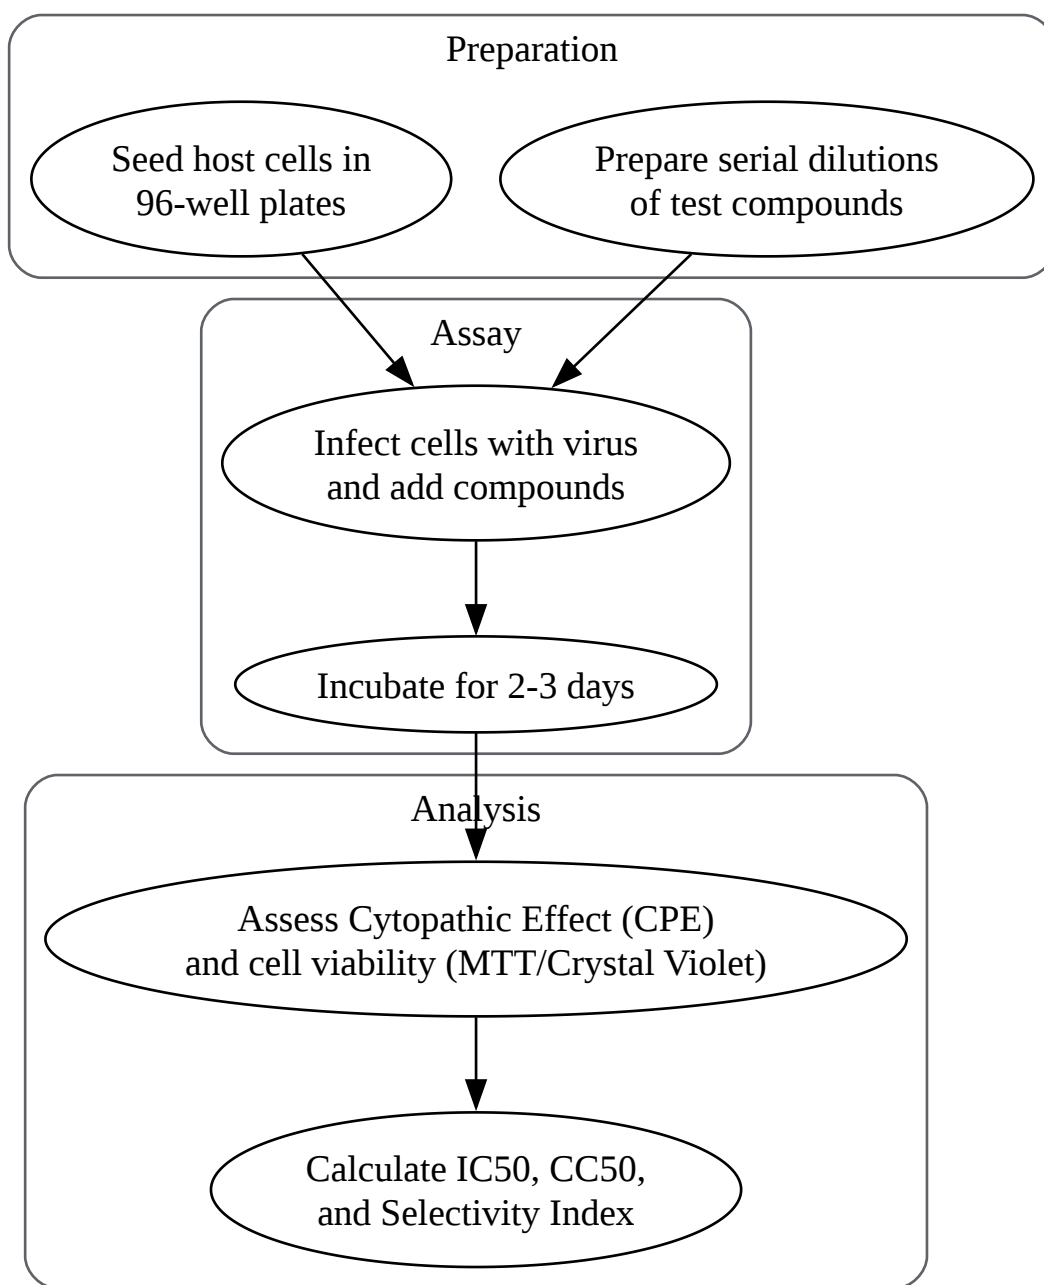 Preparation
Seed host cells in
96-well plates
Prepare serial dilutions
of test compounds
Assay
Infect cells with virus
and add compounds
Incubate for 2-3 days
Analysis
Assess Cytopathic Effect (CPE)
and cell viability (MTT/Crystal Violet)
Calculate IC50, CC50,
and Selectivity Index